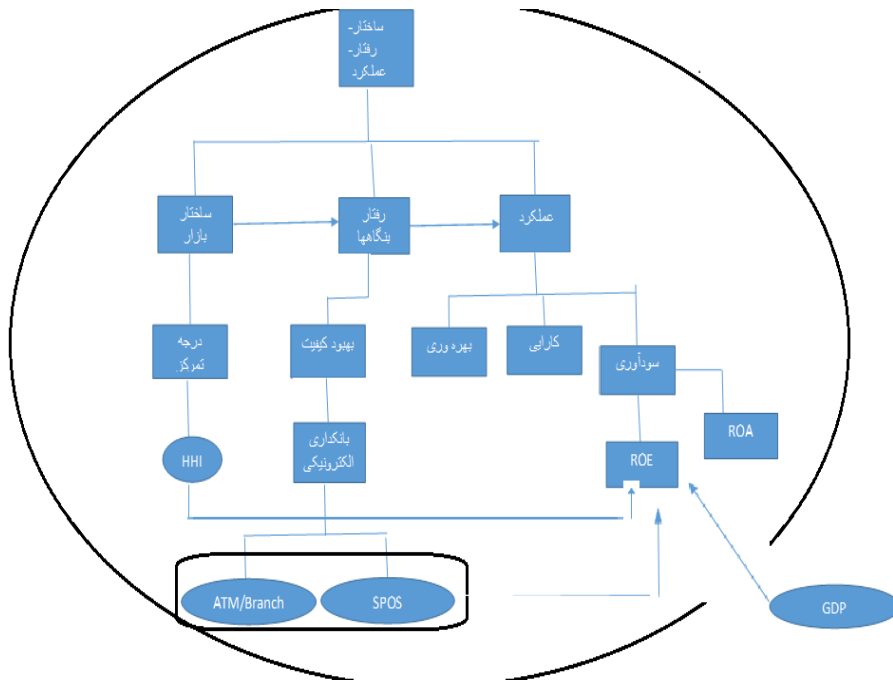 ساختار-
رفتار-
عملکرد
ساختار
بازار
رفتار
بنگاهها
عملکرد
درجه
تمرکز
بهبود کیفیت
بهره وری
کارایی
سودآوری
ROA
HHI
بانکداری
الکترونیکی
ROE
ATM/Branch
SPOS
GDP